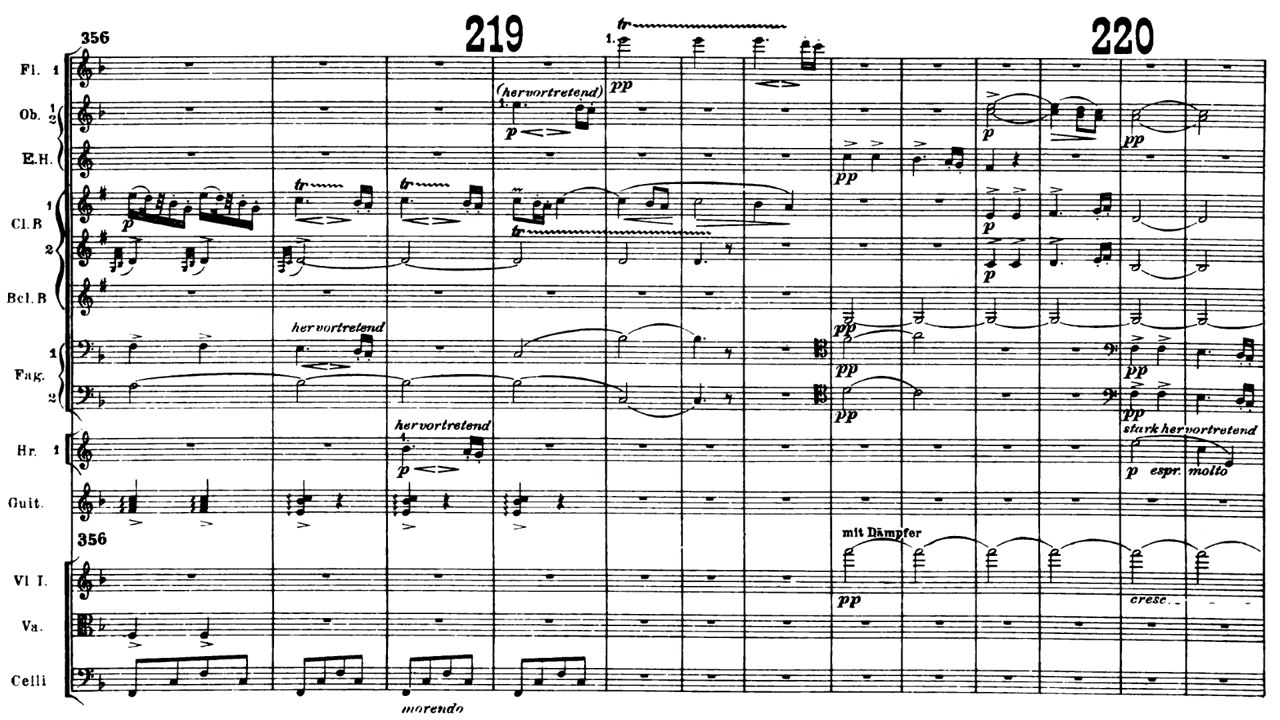 356
219
220
tr
1.
Fl. 1
pp
(hervortretend)
1.
Ob. 1 2
p
p
pp
E.H.
pp
tr
tr
1
Cl. B
p
tr
p
2
p
Bcl. B
pp
hervortretend
1
Fag.
pp
pp
2
pp
pp
hervortretend
stark hervortretend
1.
Hr. 1
p
p espr. molto
Guit.
356
mit Dämpfer
Vl I.
pp
cresc.
Va.
Celli
morendo